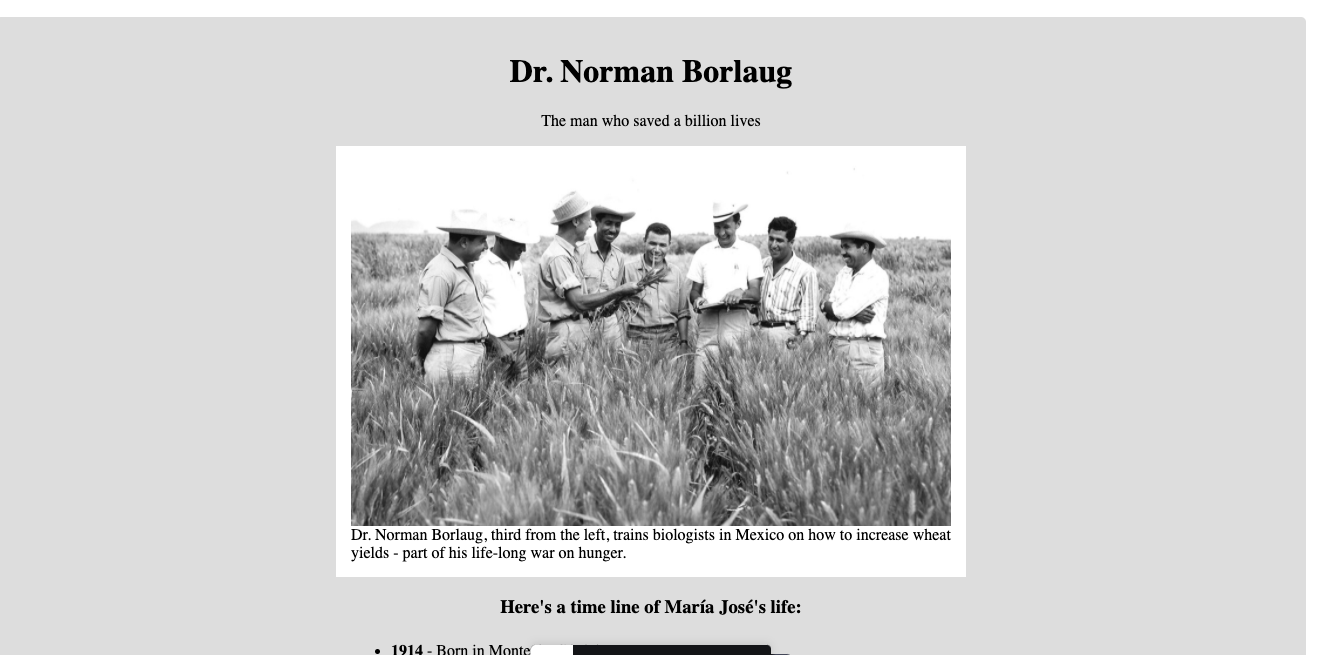 Dr. Norman Borlaug
The man who saved a billion lives
Dr. Norman Borlaug, third from the left, trains biologists in Mexico on how to increase wheat
yields - part of his life-long war on hunger.
Here's a time line of María José's life:
• 1914 - Born in